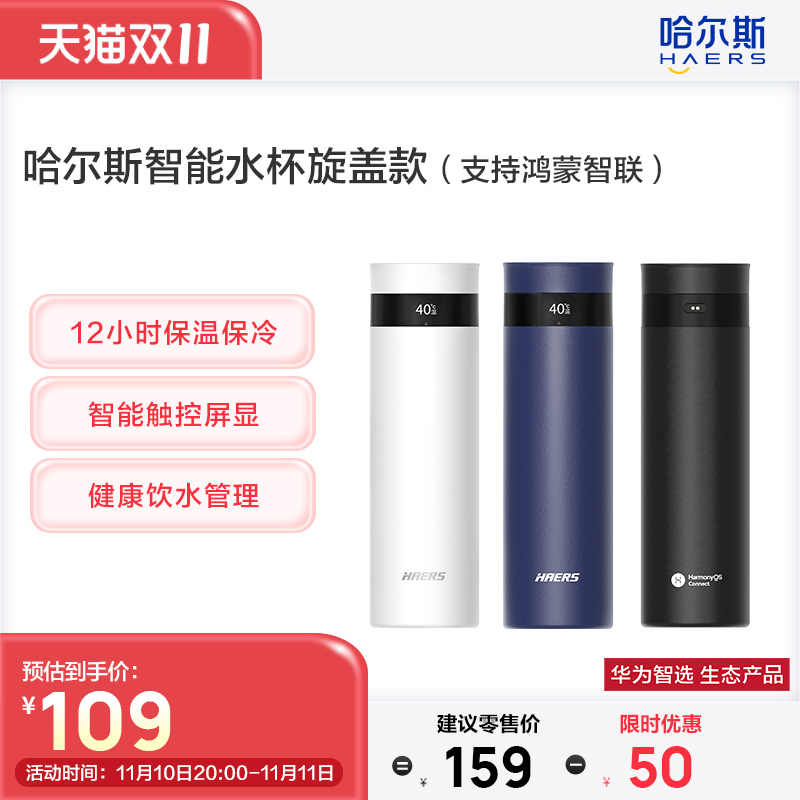 天猫双11
哈尔斯
HAERS
哈尔斯智能水杯旋盖款（支持鸿蒙智联）
12小时保温保冷
智能触控屏显
健康饮水管理
40℃
40℃
HAERS
HAERS
HarmonyOS
Connect
华为智选 生态产品
预估到手价：
¥109
活动时间：11月10日20:00-11月11日
建议零售价
限时优惠
= ¥159 - ¥50